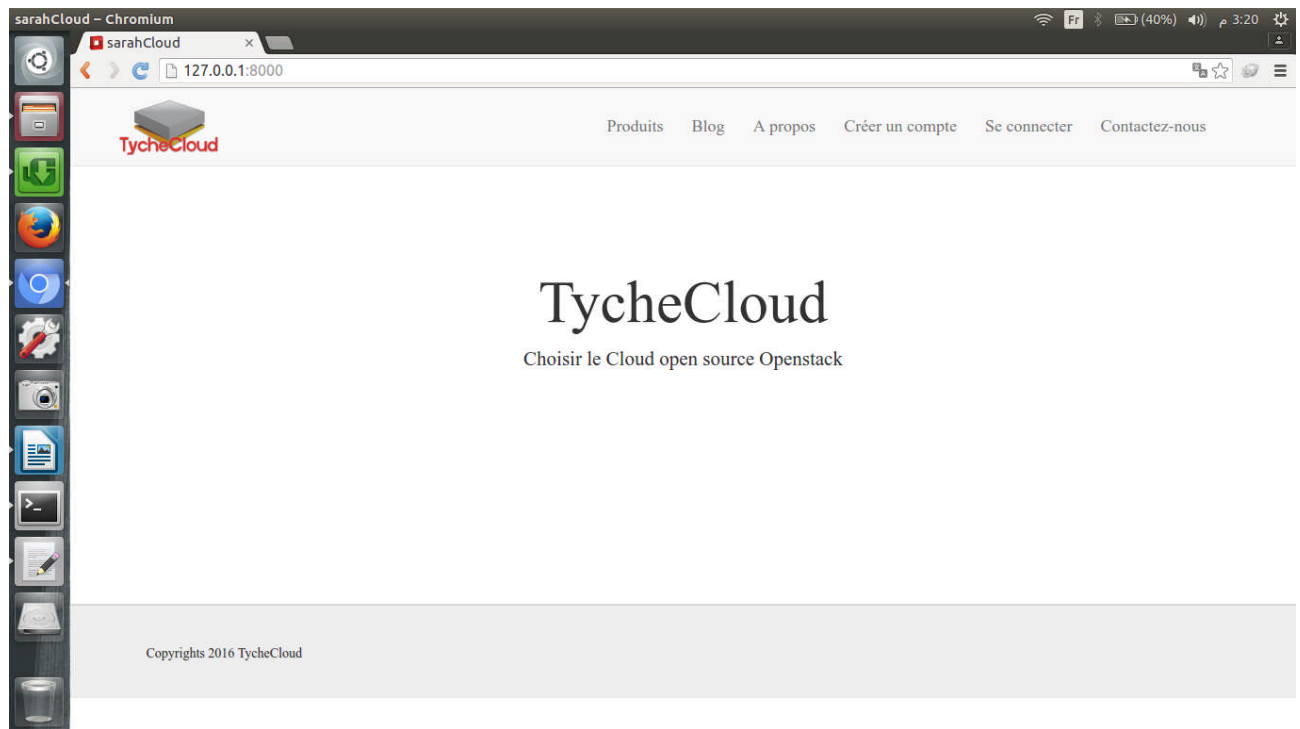 sarahCloud – Chromium
Fr (40%) م 3:20
sarahCloud ×
127.0.0.1:8000
TycheCloud
Produits Blog A propos Créer un compte Se connecter Contactez-nous
TycheCloud
Choisir le Cloud open source Openstack
Copyrights 2016 TycheCloud